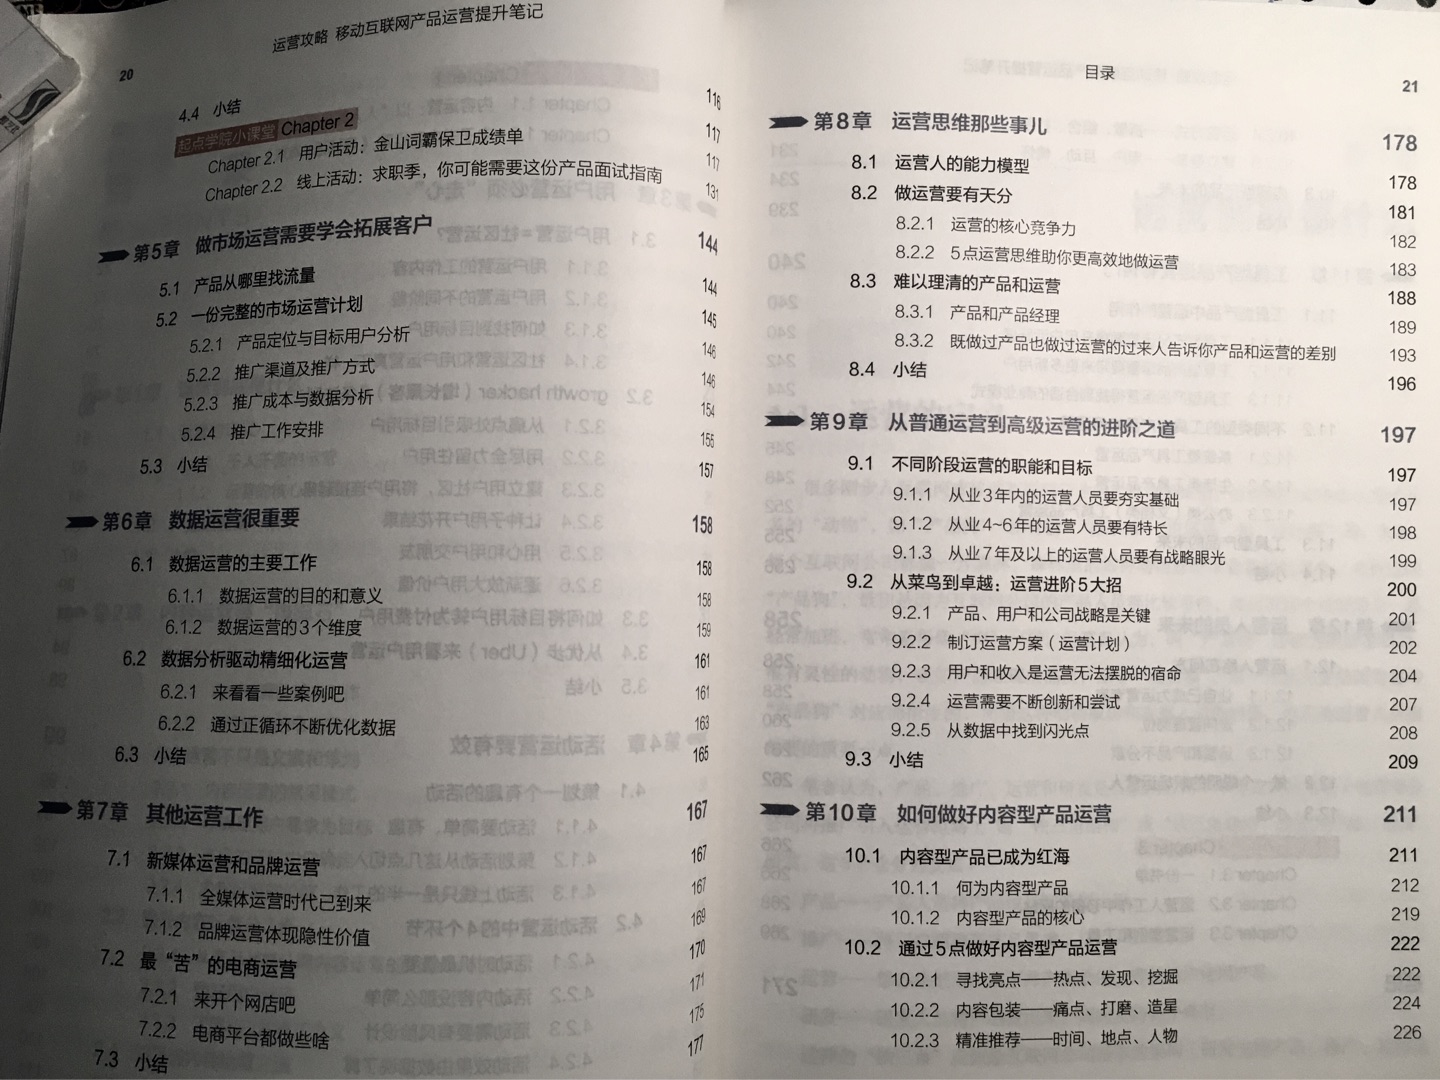 运营攻略 移动互联网产品运营提升笔记
20
4.4 小结 116
起点学院小课堂 Chapter 2 117
Chapter 2.1 用户活动：金山词霸保卫成绩单 117
Chapter 2.2 线上活动：求职季，你可能需要这份产品面试指南 131
第5章 做市场运营需要学会拓展客户 144
5.1 产品从哪里找流量 144
5.2 一份完整的市场运营计划 145
5.2.1 产品定位与目标用户分析 146
5.2.2 推广渠道及推广方式 146
5.2.3 推广成本与数据分析 154
5.2.4 推广工作安排 156
5.3 小结 157
第6章 数据运营很重要 158
6.1 数据运营的主要工作 158
6.1.1 数据运营的目的和意义 158
6.1.2 数据运营的3个维度 159
6.2 数据分析驱动精细化运营 161
6.2.1 来看看一些案例吧 161
6.2.2 通过正循环不断优化数据 163
6.3 小结 165
第7章 其他运营工作 167
7.1 新媒体运营和品牌运营 167
7.1.1 全媒体运营时代已到来 167
7.1.2 品牌运营体现隐性价值 169
7.2 最“苦”的电商运营 170
7.2.1 来开个网店吧 171
7.2.2 电商平台都做些啥 175
7.3 小结 177
目录
21
第8章 运营思维那些事儿 178
8.1 运营人的能力模型 178
8.2 做运营要有天分 181
8.2.1 运营的核心竞争力 182
8.2.2 5点运营思维助你更高效地做运营 183
8.3 难以理清的产品和运营 188
8.3.1 产品和产品经理 189
8.3.2 既做过产品也做过运营的过来人告诉你产品和运营的差别 193
8.4 小结 196
第9章 从普通运营到高级运营的进阶之道 197
9.1 不同阶段运营的职能和目标 197
9.1.1 从业3年内的运营人员要夯实基础 197
9.1.2 从业4~6年的运营人员要有特长 198
9.1.3 从业7年及以上的运营人员要有战略眼光 199
9.2 从菜鸟到卓越：运营进阶5大招 200
9.2.1 产品、用户和公司战略是关键 201
9.2.2 制订运营方案（运营计划） 202
9.2.3 用户和收入是运营无法摆脱的宿命 204
9.2.4 运营需要不断创新和尝试 207
9.2.5 从数据中找到闪光点 208
9.3 小结 209
第10章 如何做好内容型产品运营 211
10.1 内容型产品已成为红海 211
10.1.1 何为内容型产品 212
10.1.2 内容型产品的核心 219
10.2 通过5点做好内容型产品运营 222
10.2.1 寻找亮点——热点、发现、挖掘 222
10.2.2 内容包装——痛点、打磨、造星 224
10.2.3 精准推荐——时间、地点、人物 226